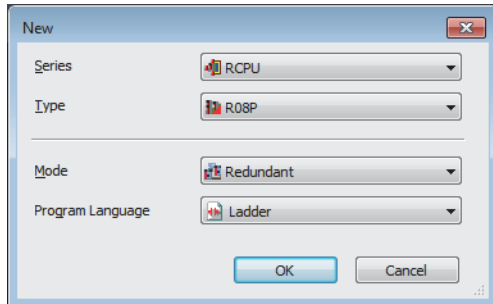 New
Series RCPU
Type R08P
Mode Redundant
Program Language Ladder
OK Cancel